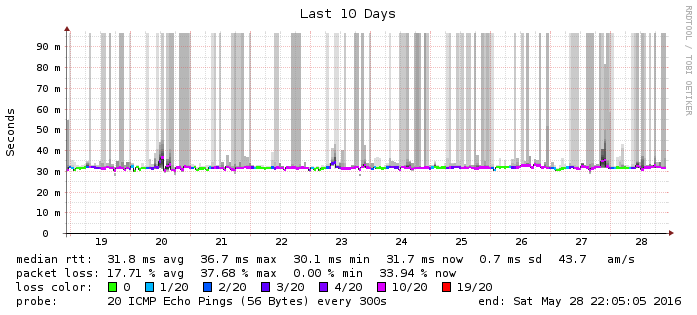 Last 10 Days
RRDTOOL / TOBI OETIKER
Seconds
90 m
80 m
70 m
60 m
50 m
40 m
30 m
20 m
10 m
0
19 20 21 22 23 24 25 26 27 28
median rtt: 31.8 ms avg 36.7 ms max 30.1 ms min 31.7 ms now 0.7 ms sd 43.7 am/s
packet loss: 17.71 % avg 37.68 % max 0.00 % min 33.94 % now
loss color: 0 1/20 2/20 3/20 4/20 10/20 19/20
probe: 20 ICMP Echo Pings (56 Bytes) every 300s end: Sat May 28 22:05:05 2016